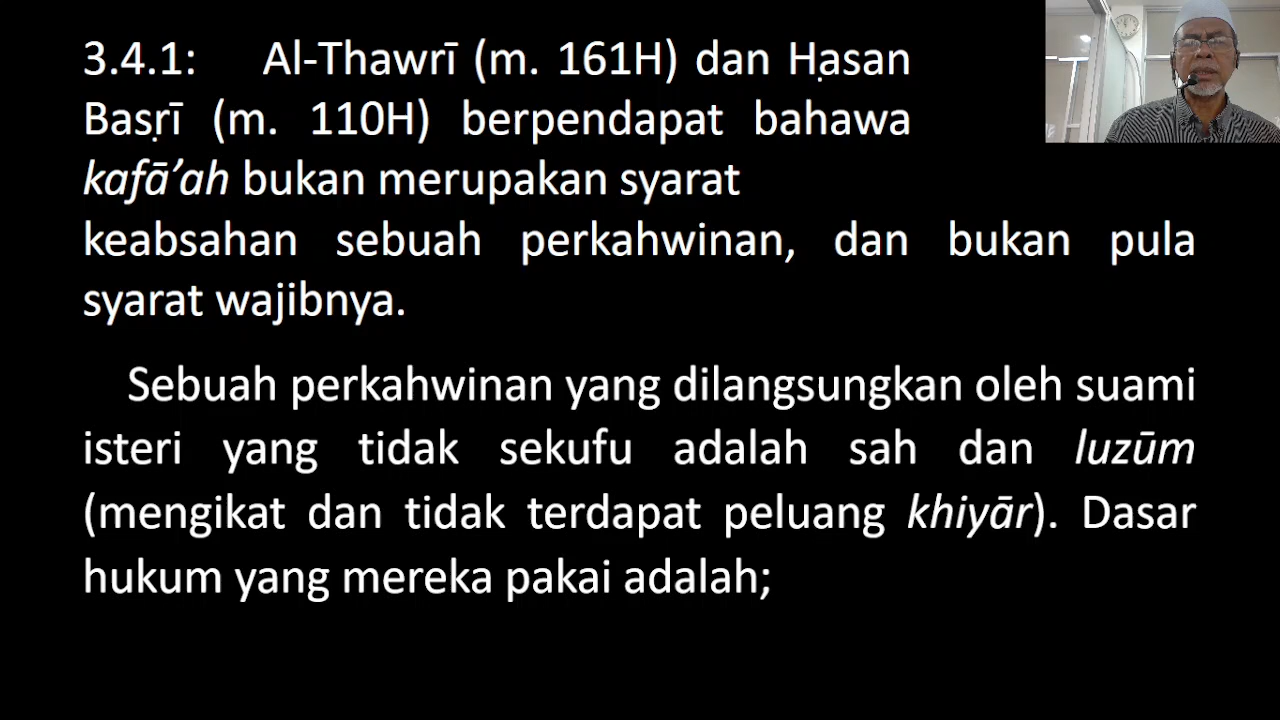 3.4.1: Al-Thawrī (m. 161H) dan Ḥasan
Baṣrī (m. 110H) berpendapat bahawa
kafā’ah bukan merupakan syarat
keabsahan sebuah perkahwinan, dan bukan pula
syarat wajibnya.
Sebuah perkahwinan yang dilangsungkan oleh suami
isteri yang tidak sekufu adalah sah dan luzūm
(mengikat dan tidak terdapat peluang khiyār). Dasar
hukum yang mereka pakai adalah;